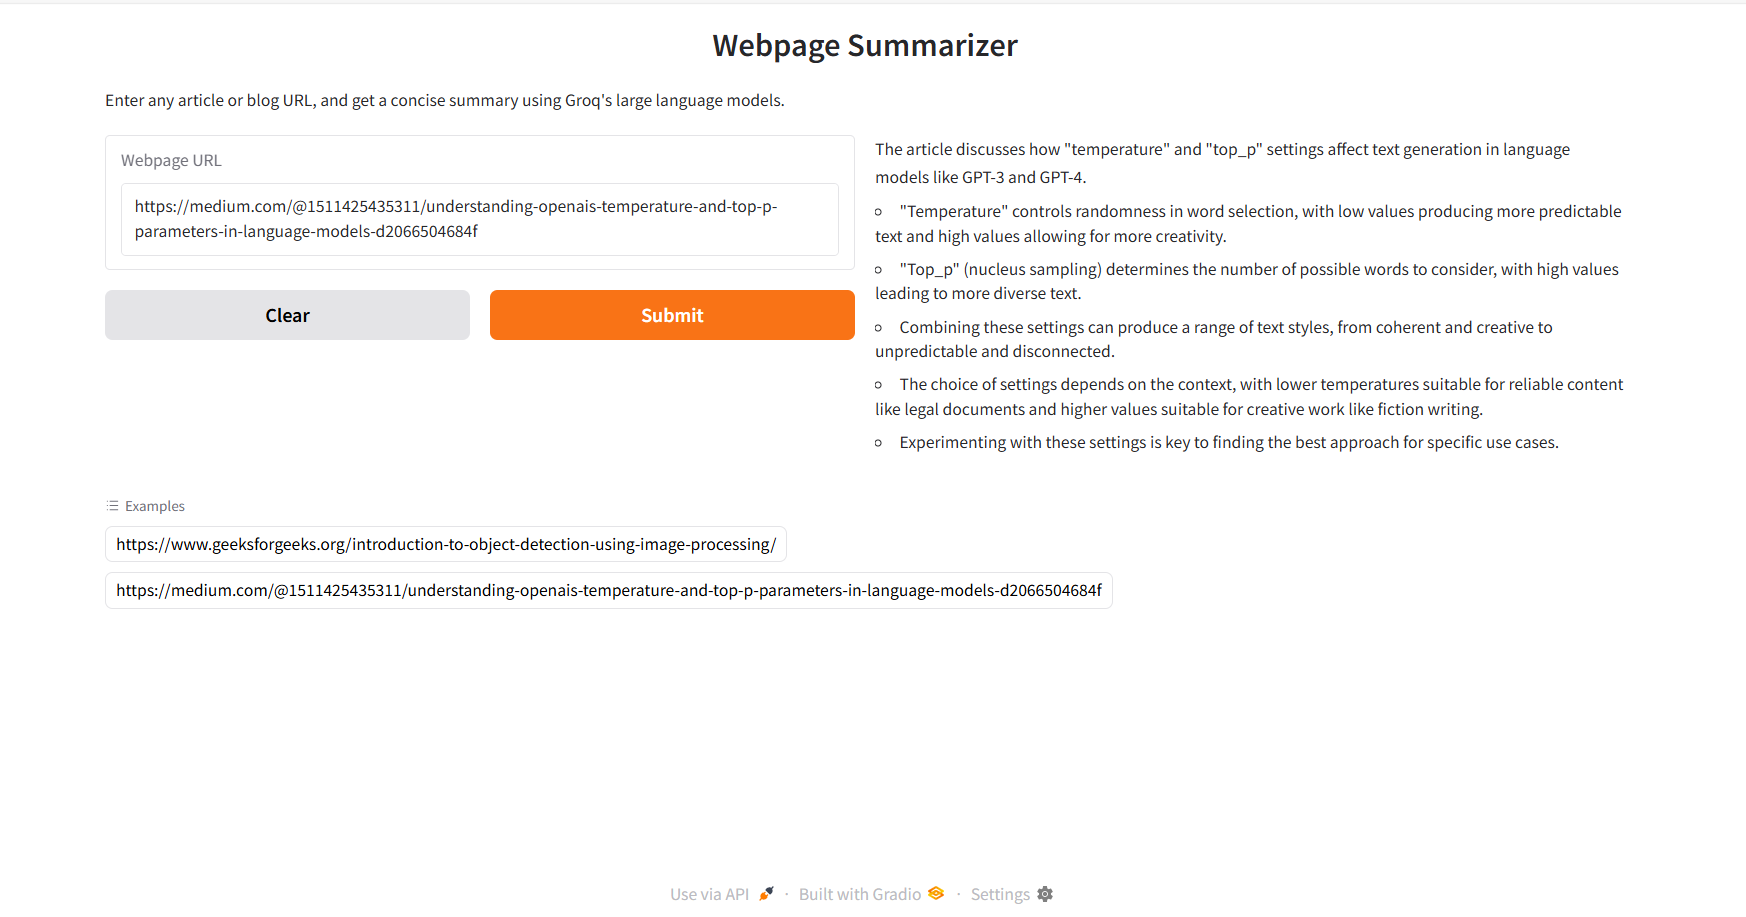 Webpage Summarizer
Enter any article or blog URL, and get a concise summary using Groq's large language models.
Webpage URL
https://medium.com/@1511425435311/understanding-openais-temperature-and-top-p-
parameters-in-language-models-d2066504684f
Clear
Submit
The article discusses how "temperature" and "top_p" settings affect text generation in language
models like GPT-3 and GPT-4.
"Temperature" controls randomness in word selection, with low values producing more predictable
text and high values allowing for more creativity.
"Top_p" (nucleus sampling) determines the number of possible words to consider, with high values
leading to more diverse text.
Combining these settings can produce a range of text styles, from coherent and creative to
unpredictable and disconnected.
The choice of settings depends on the context, with lower temperatures suitable for reliable content
like legal documents and higher values suitable for creative work like fiction writing.
Experimenting with these settings is key to finding the best approach for specific use cases.
Examples
https://www.geeksforgeeks.org/introduction-to-object-detection-using-image-processing/
https://medium.com/@1511425435311/understanding-openais-temperature-and-top-p-parameters-in-language-models-d2066504684f
Use via API · Built with Gradio · Settings